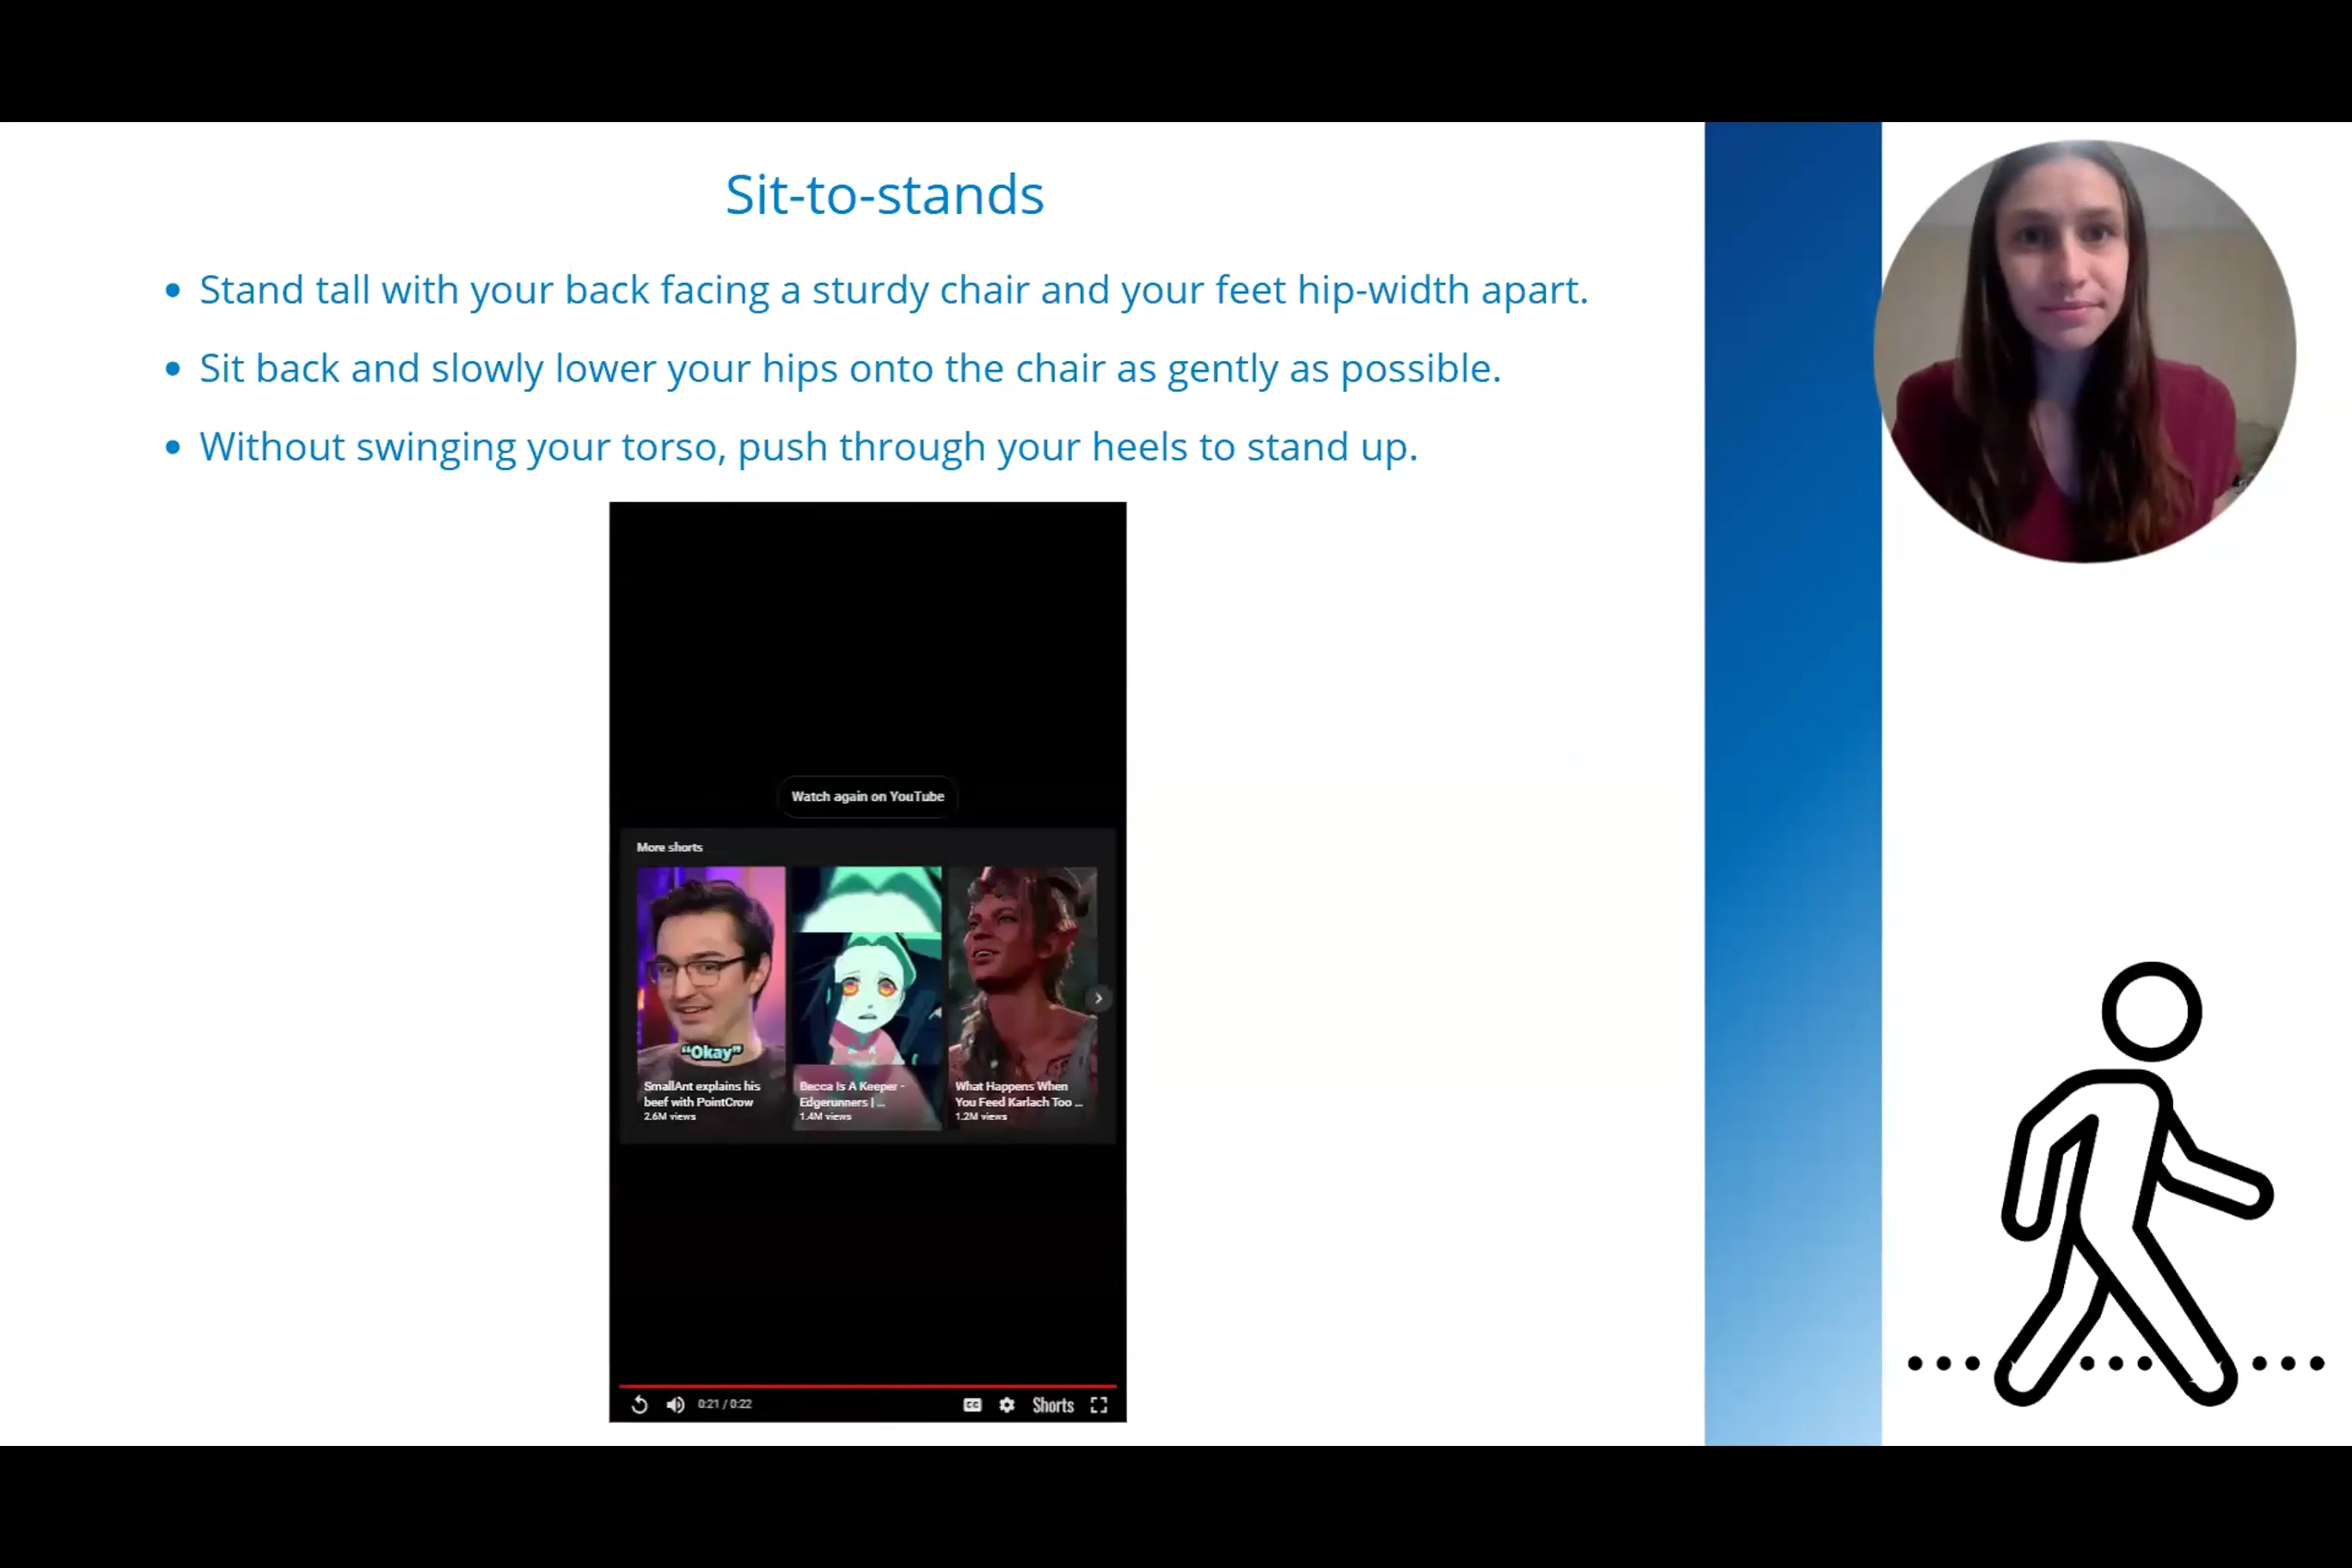 Sit-to-stands
• Stand tall with your back facing a sturdy chair and your feet hip-width apart.
• Sit back and slowly lower your hips onto the chair as gently as possible.
• Without swinging your torso, push through your heels to stand up.
Watch again on YouTube
More shorts
“Okay”
SmallAnt explains his
beef with PointCrow
2.6M views
Becca Is A Keeper -
Edgerunners | ...
1.4M views
What Happens When
You Feed Karlach Too ...
1.2M views
0:21 / 0:22
CC
Shorts